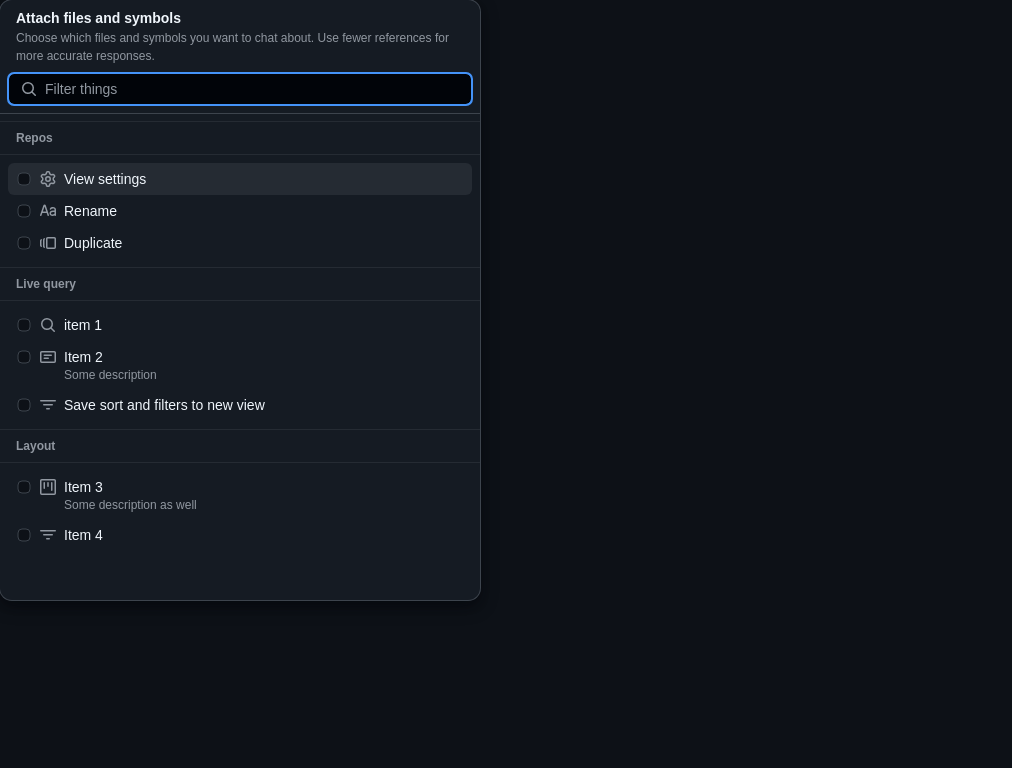 Attach files and symbols
Choose which files and symbols you want to chat about. Use fewer references for
more accurate responses.
Filter things
Repos
View settings
Rename
Duplicate
Live query
item 1
Item 2
Some description
Save sort and filters to new view
Layout
Item 3
Some description as well
Item 4